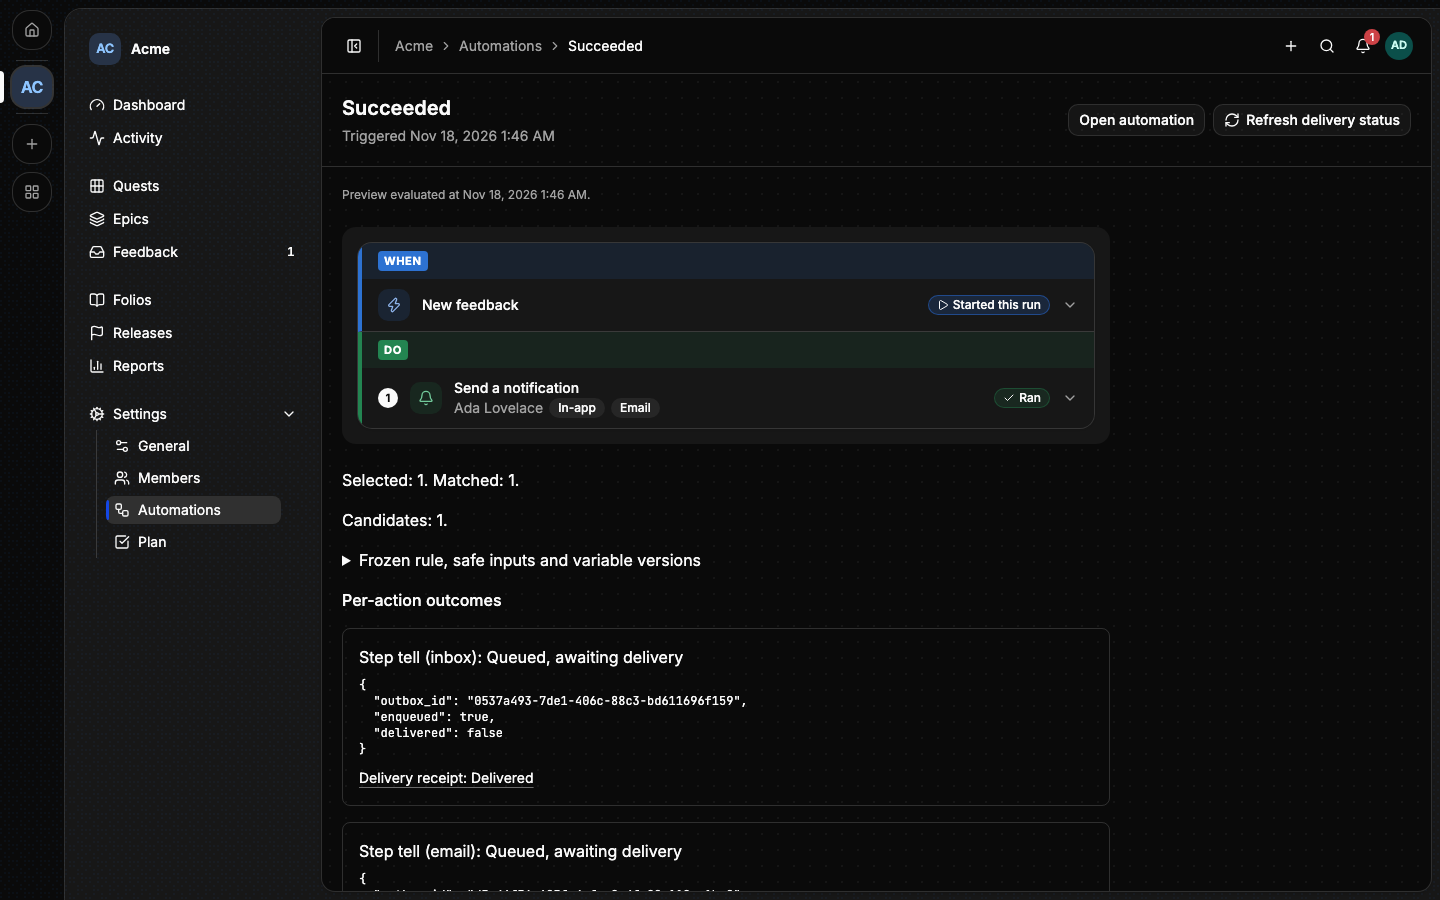 AC
Acme
Dashboard
Activity
Quests
Epics
Feedback 1
Folios
Releases
Reports
Settings
General
Members
Automations
Plan
AC
Acme > Automations > Succeeded
1
AD
Succeeded
Triggered Nov 18, 2026 1:46 AM
Open automation
Refresh delivery status
Preview evaluated at Nov 18, 2026 1:46 AM.
WHEN
New feedback
Started this run
DO
1
Send a notification
Ada Lovelace In-app Email
Ran
Selected: 1. Matched: 1.
Candidates: 1.
Frozen rule, safe inputs and variable versions
Per-action outcomes
Step tell (inbox): Queued, awaiting delivery
{
"outbox_id": "0537a493-7de1-406c-88c3-bd611696f159",
"enqueued": true,
"delivered": false
}
Delivery receipt: Delivered
Step tell (email): Queued, awaiting delivery
{